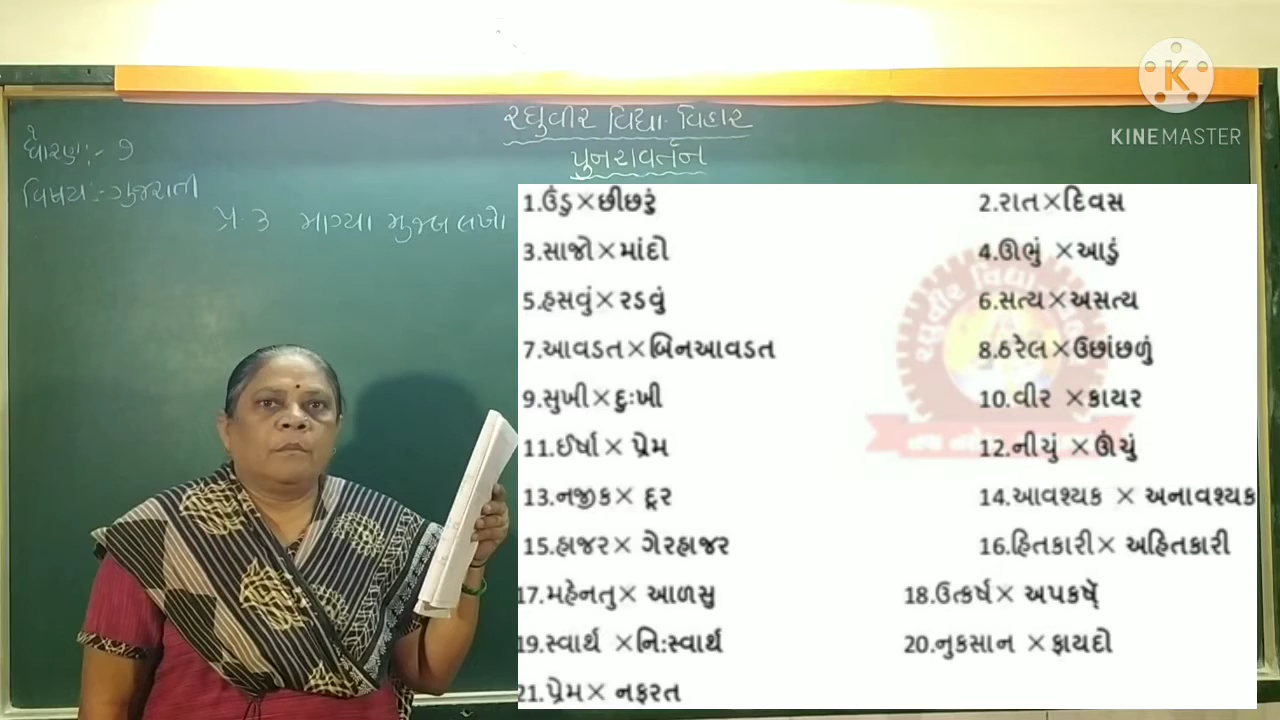 રઘુવીર વિદ્યા વિહાર
પુનરાવર્તન
ધોરણ:- ૭
વિષય:- ગુજરાતી
પ્ર. ૩ માગ્યા મુજબ લખો
KINEMASTER
1.ઉંડુ×છીછરું 2.રાત×દિવસ
3.સાજો×માંદો 4.ઊભું ×આડું
5.હસવું×રડવું 6.સત્ય×અસત્ય
7.આવડત×બિનઆવડત 8.ઠરેલ×ઉછાંછળું
9.સુખી×દુઃખી 10.વીર ×કાયર
11.ઈર્ષા× પ્રેમ 12.નીચું ×ઊંચું
13.નજીક× દૂર 14.આવશ્યક × અનાવશ્યક
15.હાજર× ગેરહાજર 16.હિતકારી× અહિતકારી
17.મહેનતુ× આળસુ 18.ઉત્કર્ષ× અપકર્ષ
19.સ્વાર્થ ×નિ:સ્વાર્થ 20.નુકસાન ×ફાયદો
21.પ્રેમ× નફરત
રઘુવીર વિદ્યા